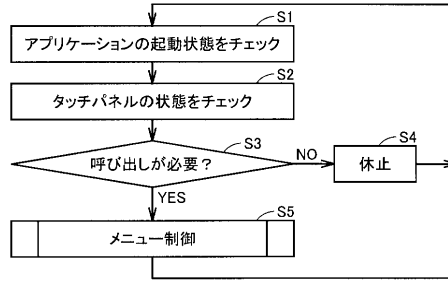 S1
アプリケーションの起動状態をチェック
S2
タッチパネルの状態をチェック
S3
呼び出しが必要？
NO
S4
休止
YES
S5
メニュー制御